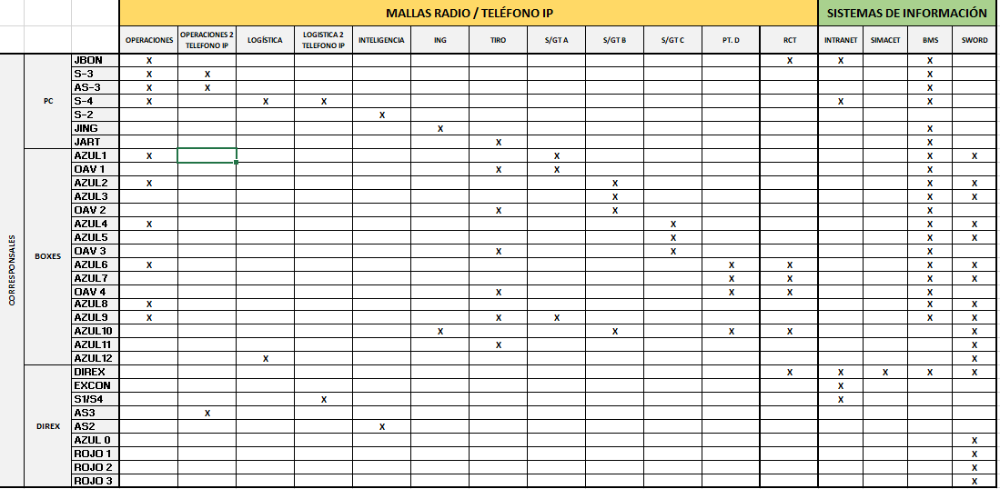 MALLAS RADIO / TELÉFONO IP SISTEMAS DE INFORMACIÓN
OPERACIONES OPERACIONES 2 TELEFONO IP LOGÍSTICA LOGISTICA 2 TELEFONO IP INTELIGENCIA ING TIRO S/GT A S/GT B S/GT C PT. D RCT INTRANET SIMACET BMS SWORD
CORRESPONSALES
PC
JBON X X X X
S-3 X X X
AS-3 X X X
S-4 X X X X X
S-2 X
JING X X
JART X X
BOXES
AZUL1 X X X X
OAV 1 X X X
AZUL2 X X X X
AZUL3 X X X
OAV 2 X X X
AZUL4 X X X X
AZUL5 X X X
OAV 3 X X X
AZUL6 X X X X X
AZUL7 X X X X
OAV 4 X X X X
AZUL8 X X X
AZUL9 X X X X X
AZUL10 X X X X X
AZUL11 X X
AZUL12 X X
DIREX
DIREX X X X X X
EXCON X
S1/S4 X X
AS3 X
AS2 X
AZUL 0 X
ROJO 1 X
ROJO 2 X
ROJO 3 X